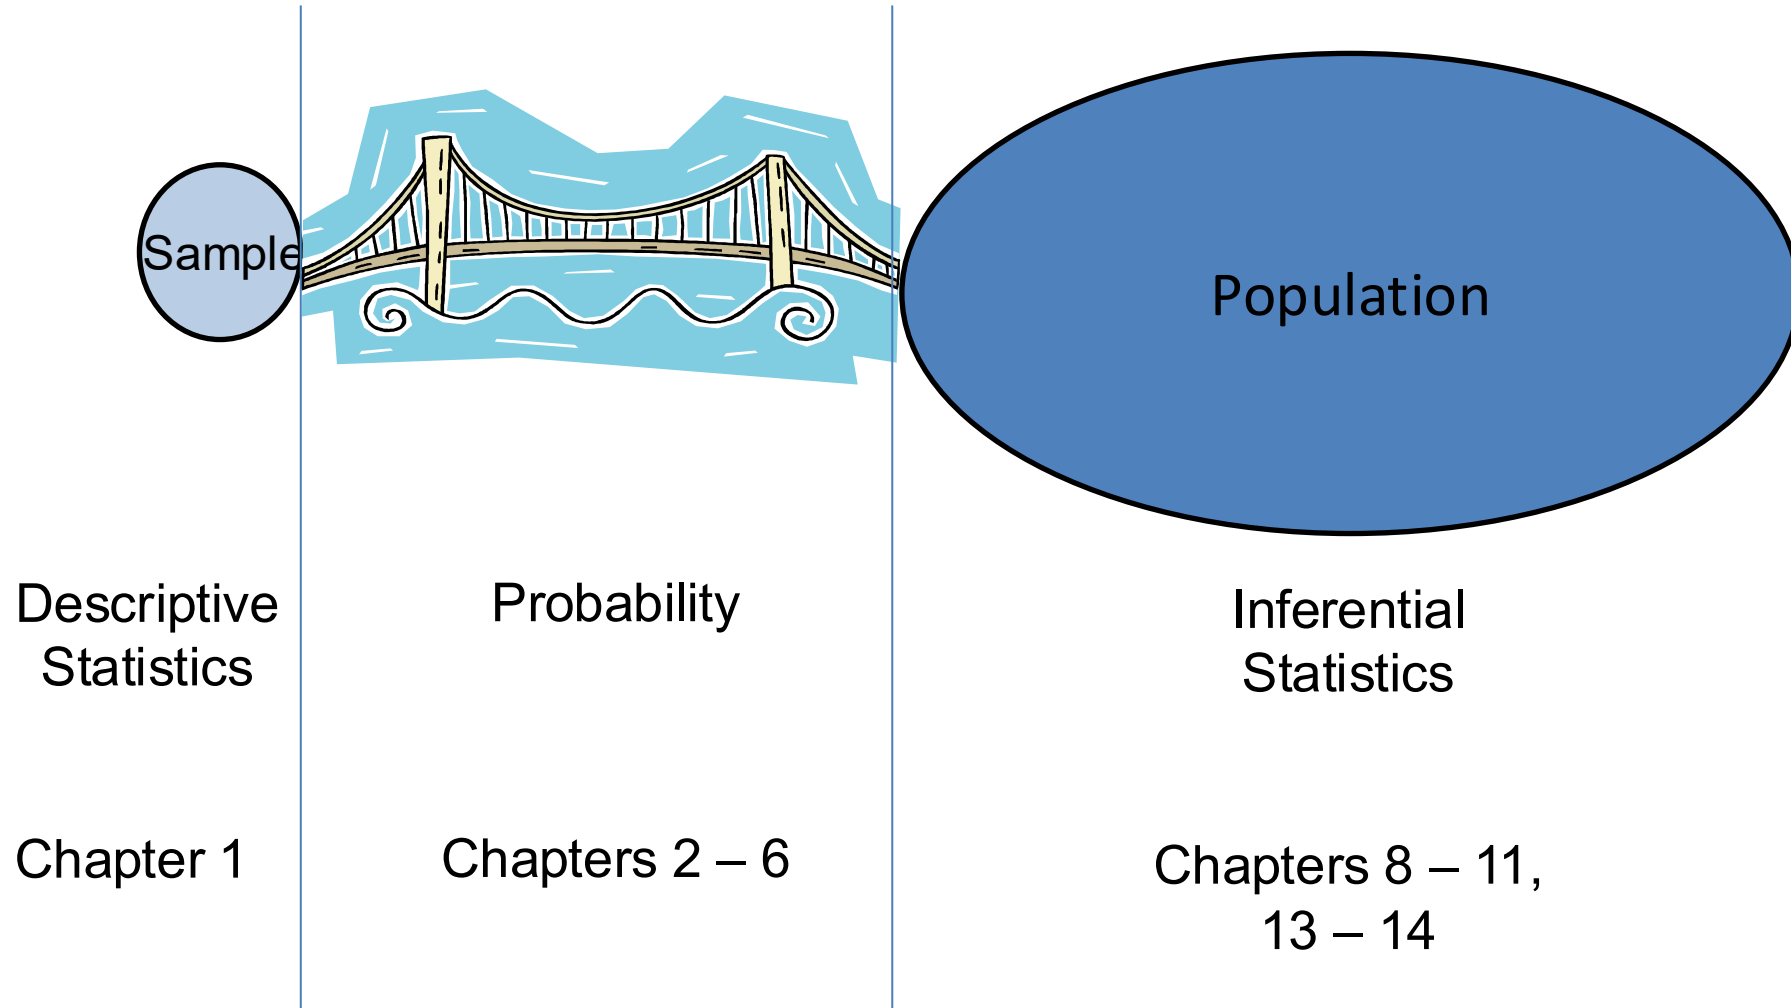 Sample
Population
Descriptive
Statistics
Probability
Inferential
Statistics
Chapter 1
Chapters 2 – 6
Chapters 8 – 11,
13 – 14